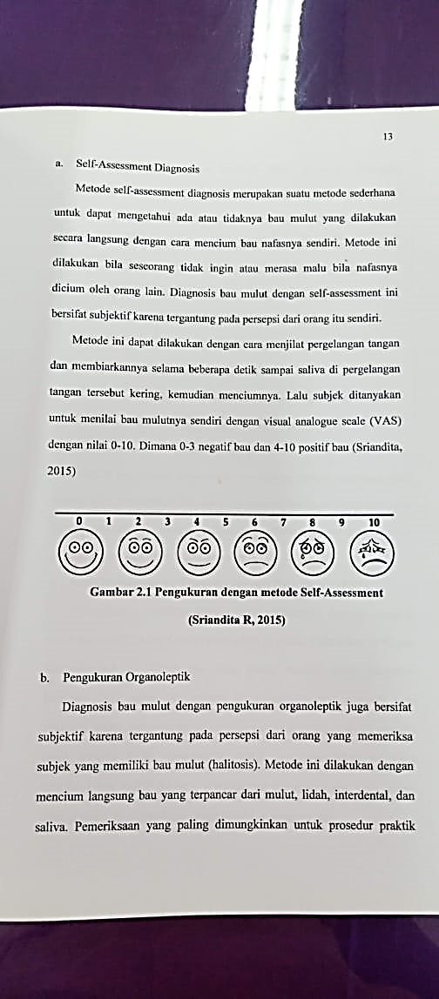 13
a. Self-Assessment Diagnosis
Metode self-assessment diagnosis merupakan suatu metode sederhana
untuk dapat mengetahui ada atau tidaknya bau mulut yang dilakukan
secara langsung dengan cara mencium bau nafasnya sendiri. Metode ini
dilakukan bila seseorang tidak ingin atau merasa malu bila nafasnya
dicium oleh orang lain. Diagnosis bau mulut dengan self-assessment ini
bersifat subjektif karena tergantung pada persepsi dari orang itu sendiri.
Metode ini dapat dilakukan dengan cara menjilat pergelangan tangan
dan membiarkannya selama beberapa detik sampai saliva di pergelangan
tangan tersebut kering, kemudian menciumnya. Lalu subjek ditanyakan
untuk menilai bau mulutnya sendiri dengan visual analogue scale (VAS)
dengan nilai 0-10. Dimana 0-3 negatif bau dan 4-10 positif bau (Sriandita,
2015)
0 1 2 3 4 5 6 7 8 9 10
Gambar 2.1 Pengukuran dengan metode Self-Assessment
(Sriandita R, 2015)
b. Pengukuran Organoleptik
Diagnosis bau mulut dengan pengukuran organoleptik juga bersifat
subjektif karena tergantung pada persepsi dari orang yang memeriksa
subjek yang memiliki bau mulut (halitosis). Metode ini dilakukan dengan
mencium langsung bau yang terpancar dari mulut, lidah, interdental, dan
saliva. Pemeriksaan yang paling dimungkinkan untuk prosedur praktik